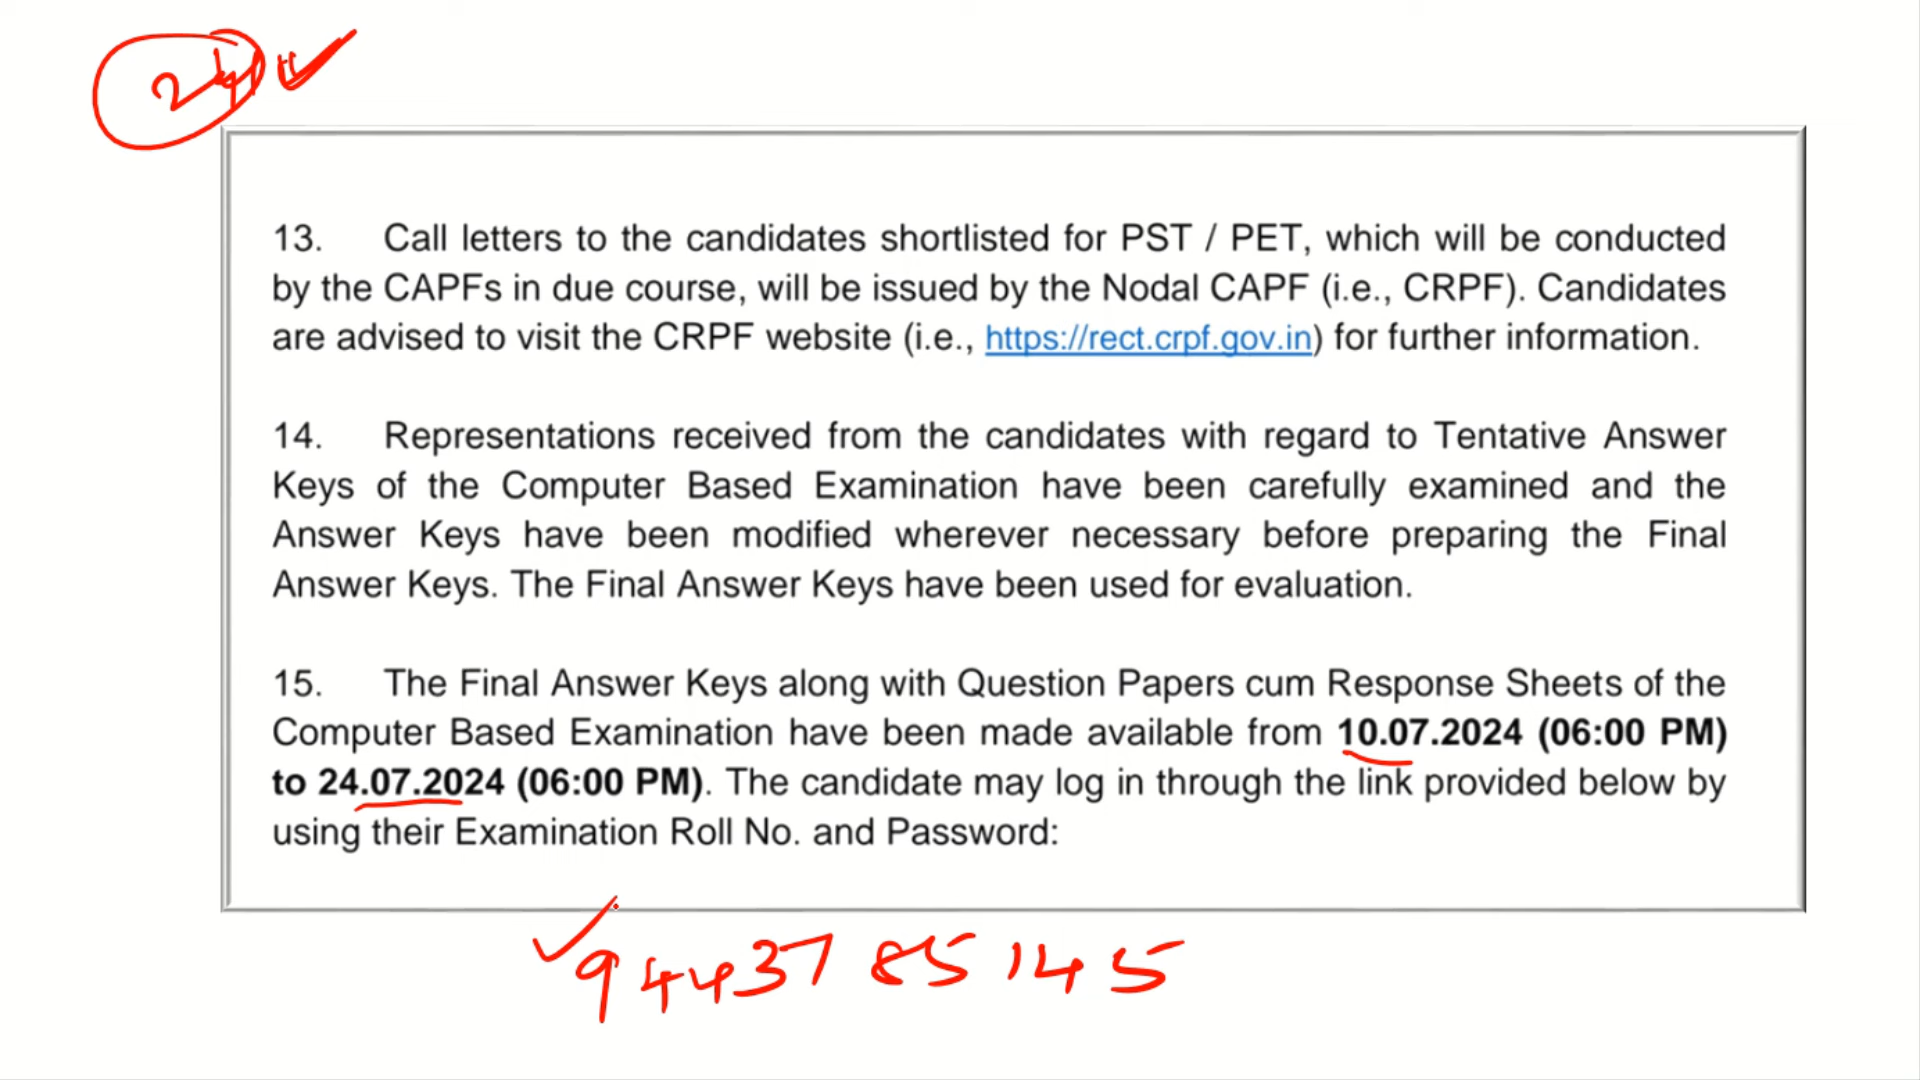 24
13. Call letters to the candidates shortlisted for PST / PET, which will be conducted
by the CAPFs in due course, will be issued by the Nodal CAPF (i.e., CRPF). Candidates
are advised to visit the CRPF website (i.e., https://rect.crpf.gov.in) for further information.
14. Representations received from the candidates with regard to Tentative Answer
Keys of the Computer Based Examination have been carefully examined and the
Answer Keys have been modified wherever necessary before preparing the Final
Answer Keys. The Final Answer Keys have been used for evaluation.
15. The Final Answer Keys along with Question Papers cum Response Sheets of the
Computer Based Examination have been made available from 10.07.2024 (06:00 PM)
to 24.07.2024 (06:00 PM). The candidate may log in through the link provided below by
using their Examination Roll No. and Password:
94437 85145